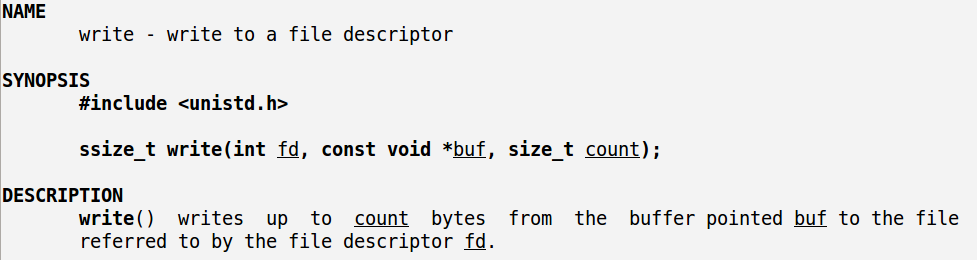 NAME
write - write to a file descriptor
SYNOPSIS
#include <unistd.h>
ssize_t write(int fd, const void *buf, size_t count);
DESCRIPTION
write() writes up to count bytes from the buffer pointed buf to the file
referred to by the file descriptor fd.